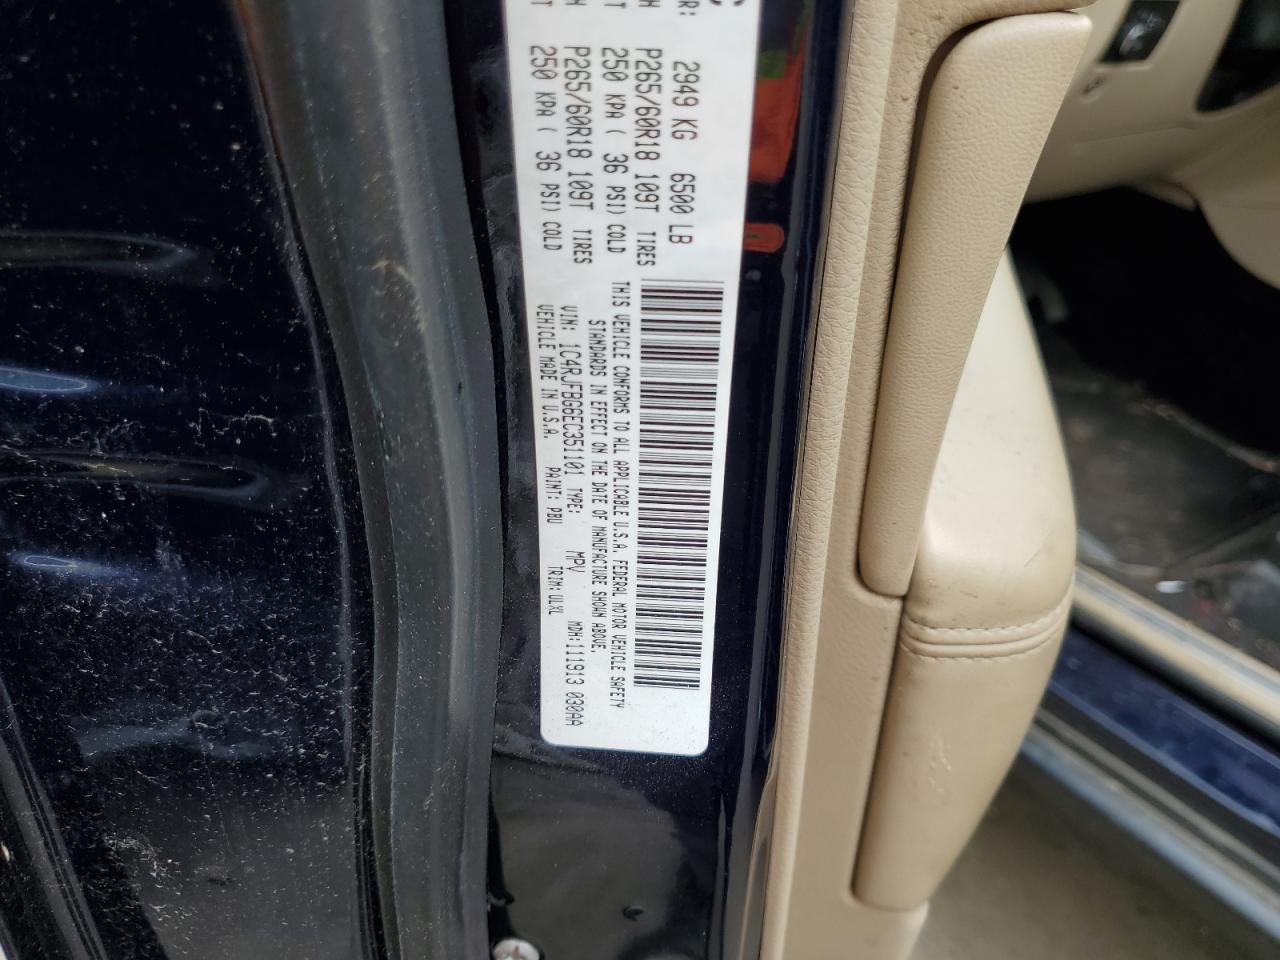 R: 2949 KG 6500 LB
P265/60R18 109T TIRES
250 KPA ( 36 PSI) COLD
P265/60R18 109T TIRES
250 KPA ( 36 PSI) COLD
THIS VEHICLE CONFORMS TO ALL APPLICABLE U.S.A. FEDERAL MOTOR VEHICLE SAFETY
STANDARDS IN EFFECT ON THE DATE OF MANUFACTURE SHOWN ABOVE.
VIN: 1C4RJFBG6EC351101 TYPE: MPV MDH:111913 030AA
VEHICLE MADE IN U.S.A. PAINT: PBU TRIM:ULXL